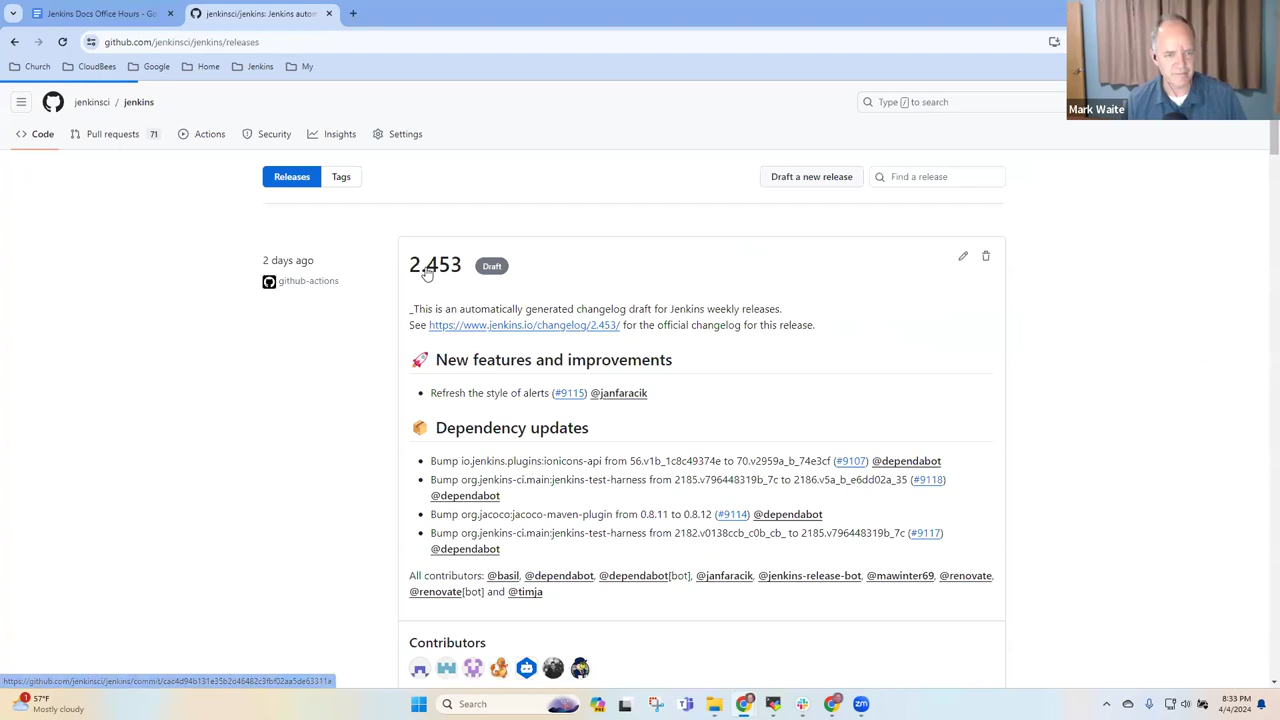 Jenkins Docs Office Hours - Go
jenkinsci/jenkins: Jenkins autom
github.com/jenkinsci/jenkins/releases
Church
CloudBees
Google
Home
Jenkins
My
Mark Waite
jenkinsci / jenkins
Type / to search
Code
Pull requests 71
Actions
Security
Insights
Settings
Releases
Tags
Draft a new release
Find a release
2 days ago
github-actions
2.453
Draft
_This is an automatically generated changelog draft for Jenkins weekly releases.
See https://www.jenkins.io/changelog/2.453/ for the official changelog for this release.
🚀 New features and improvements
• Refresh the style of alerts (#9115) @janfaracik
📦 Dependency updates
• Bump io.jenkins.plugins:ionicons-api from 56.v1b_1c8c49374e to 70.v2959a_b_74e3cf (#9107) @dependabot
• Bump org.jenkins-ci.main:jenkins-test-harness from 2185.v796448319b_7c to 2186.v5a_b_e6dd02a_35 (#9118)
@dependabot
• Bump org.jacoco:jacoco-maven-plugin from 0.8.11 to 0.8.12 (#9114) @dependabot
• Bump org.jenkins-ci.main:jenkins-test-harness from 2182.v0138ccb_c0b_cb_ to 2185.v796448319b_7c (#9117)
@dependabot
All contributors: @basil, @dependabot, @dependabot[bot], @janfaracik, @jenkins-release-bot, @mawinter69, @renovate,
@renovate[bot] and @timja
Contributors
https://github.com/jenkinsci/jenkins/commit/cac4d94b131e35b2d46482c3fbf02aa5de63311a
57°F
Mostly cloudy
Search
8:33 PM
4/4/2024